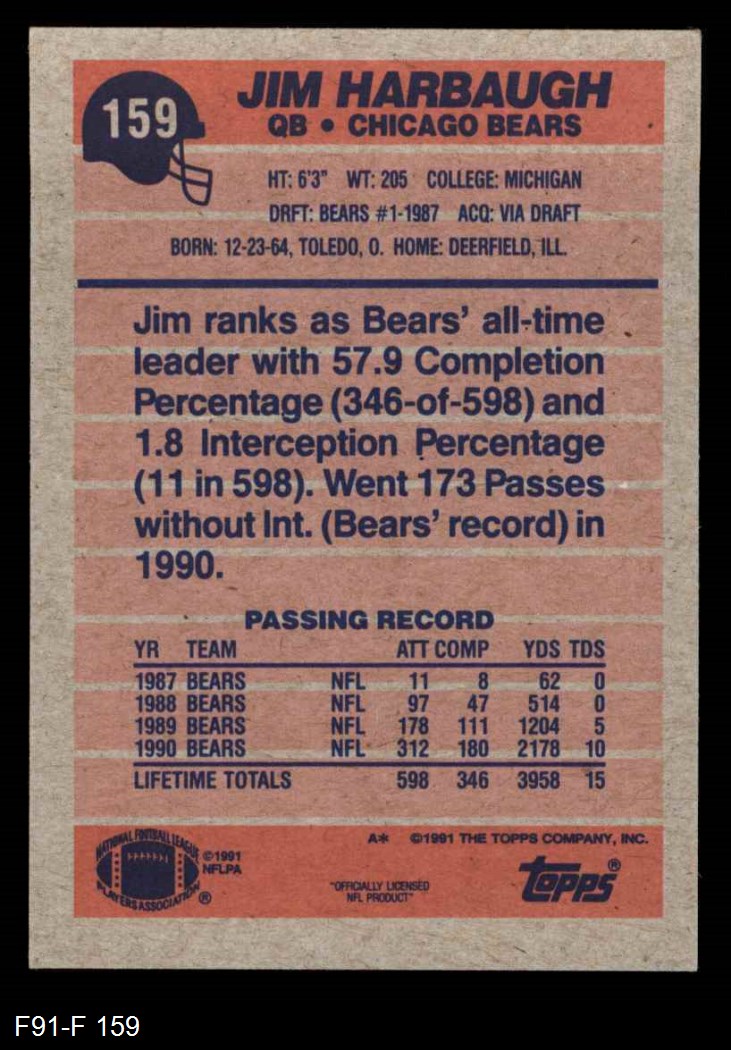 159
JIM HARBAUGH
QB • CHICAGO BEARS
HT: 6'3" WT: 205 COLLEGE: MICHIGAN
DRFT: BEARS #1-1987 ACQ: VIA DRAFT
BORN: 12-23-64, TOLEDO, O. HOME: DEERFIELD, ILL.
Jim ranks as Bears' all-time
leader with 57.9 Completion
Percentage (346-of-598) and
1.8 Interception Percentage
(11 in 598). Went 173 Passes
without Int. (Bears' record) in
1990.
PASSING RECORD
YR TEAM ATT COMP YDS TDS
1987 BEARS NFL 11 8 62 0
1988 BEARS NFL 97 47 514 0
1989 BEARS NFL 178 111 1204 5
1990 BEARS NFL 312 180 2178 10
LIFETIME TOTALS 598 346 3958 15
A* ©1991 THE TOPPS COMPANY, INC.
NATIONAL FOOTBALL LEAGUE
PLAYERS ASSOCIATION ®
©1991
NFLPA
"OFFICIALLY LICENSED
NFL PRODUCT"
topps®
F91-F 159